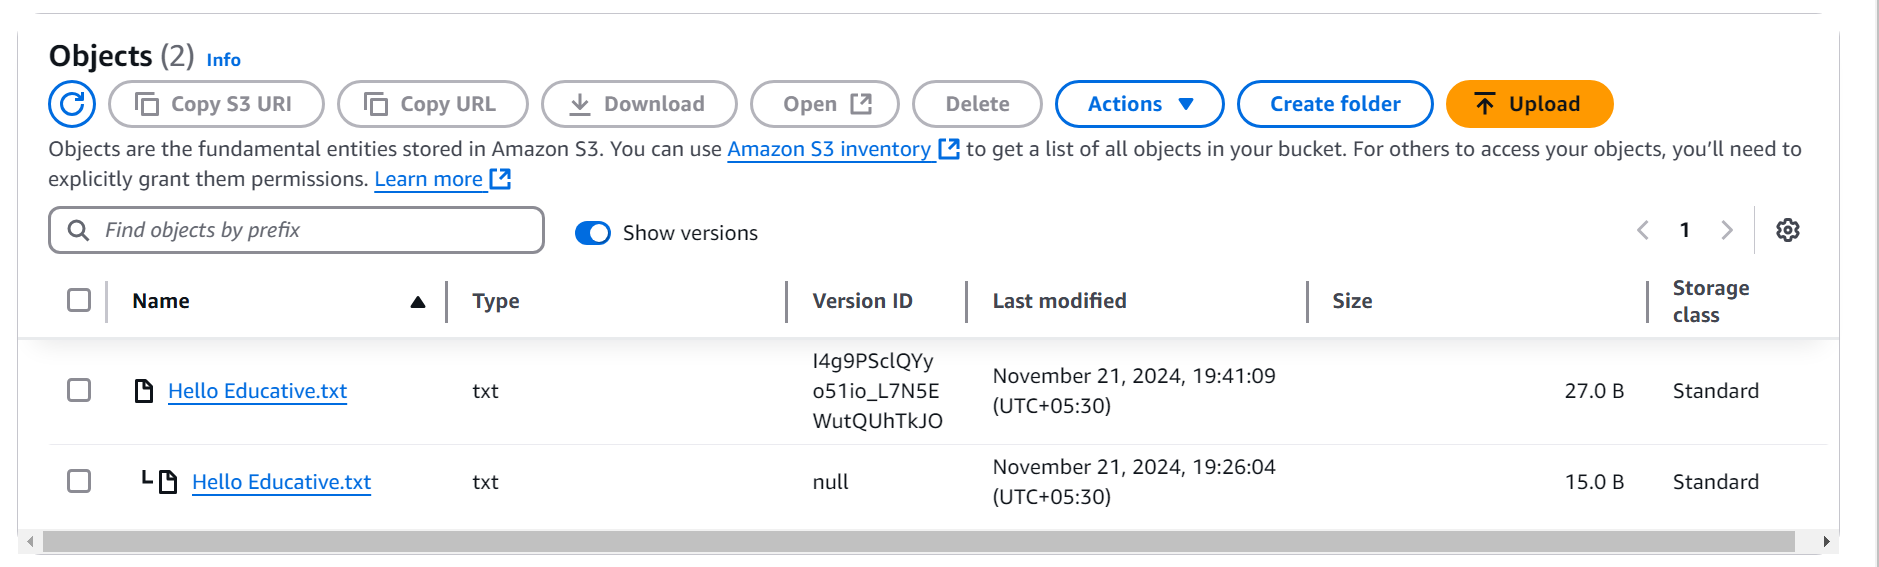 Objects (2) Info
Copy S3 URI Copy URL Download Open Delete Actions Create folder Upload
Objects are the fundamental entities stored in Amazon S3. You can use Amazon S3 inventory to get a list of all objects in your bucket. For others to access your objects, you’ll need to
explicitly grant them permissions. Learn more
Find objects by prefix Show versions 1
Name Type Version ID Last modified Size Storage class
Hello Educative.txt txt I4g9PSclQYy
o51io_L7N5E
WutQUhTkJO November 21, 2024, 19:41:09
(UTC+05:30) 27.0 B Standard
Hello Educative.txt txt null November 21, 2024, 19:26:04
(UTC+05:30) 15.0 B Standard